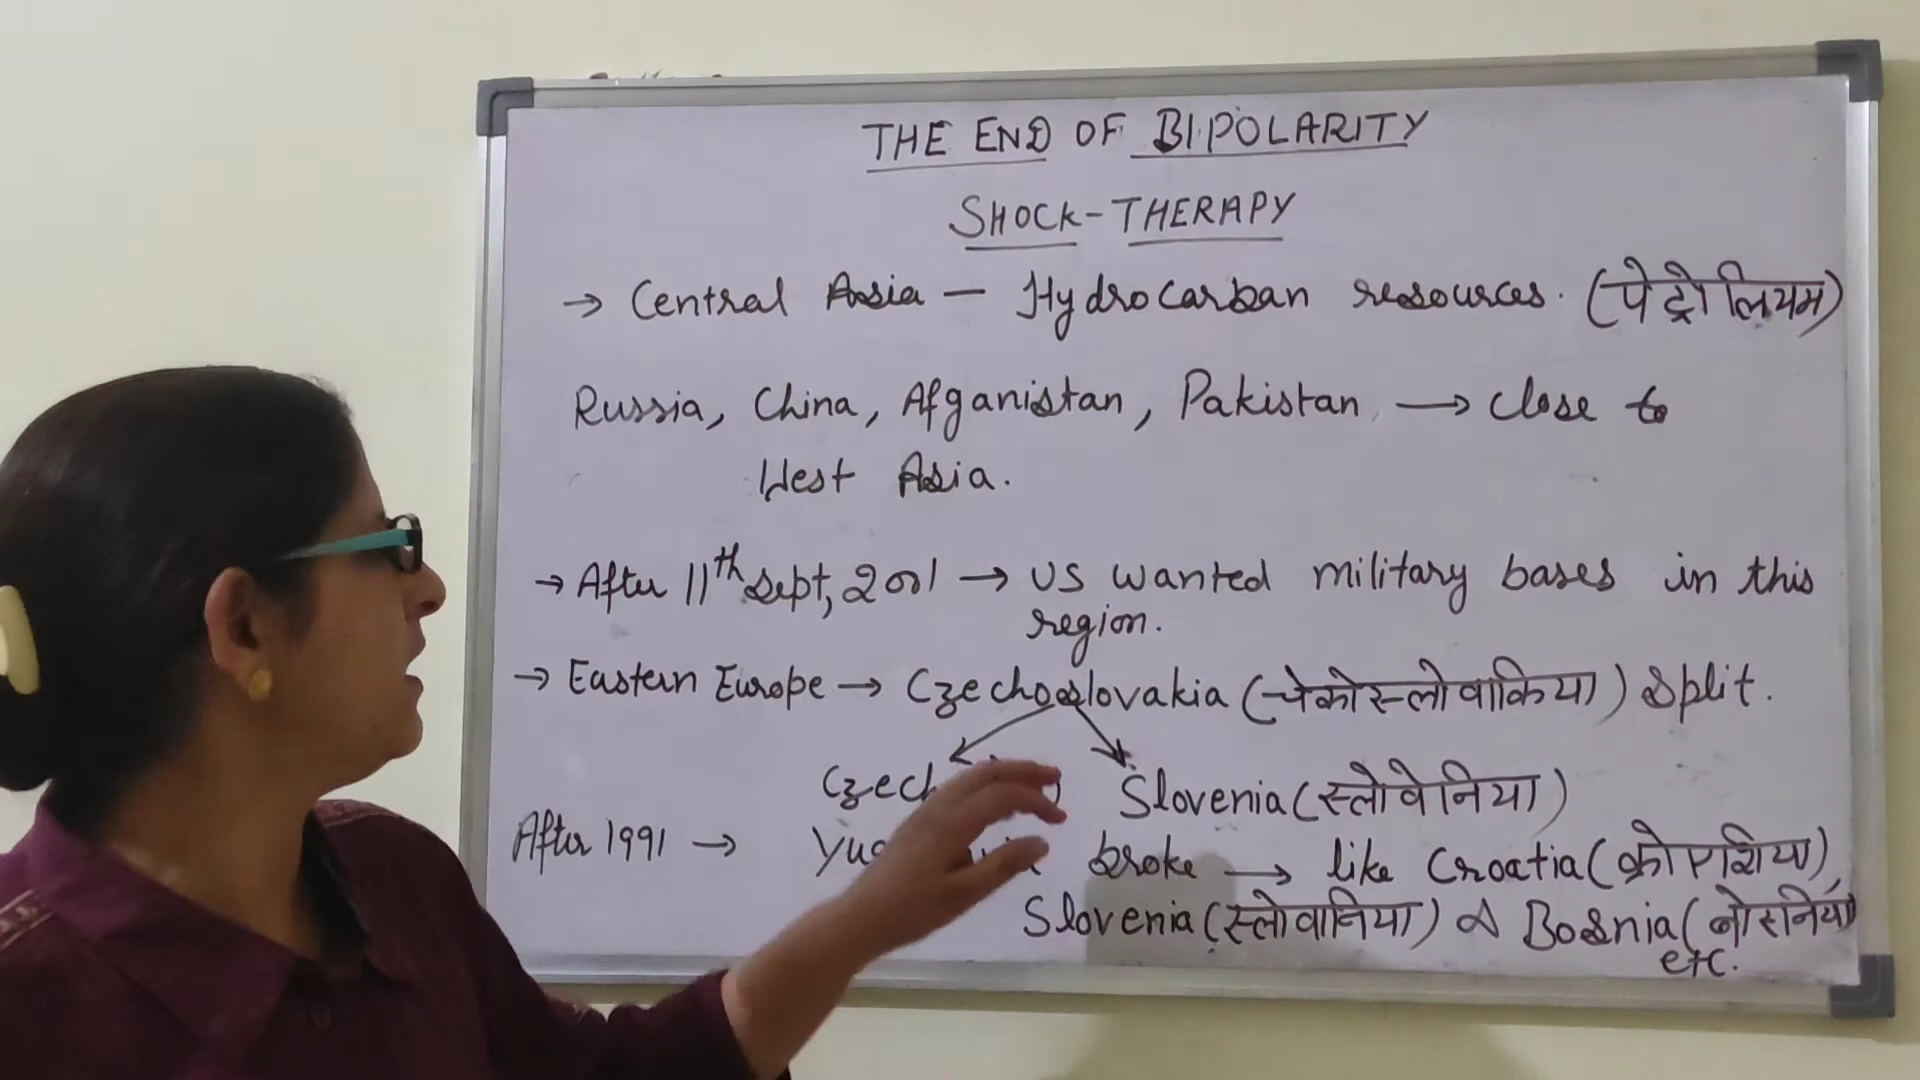 THE END OF BIPOLARITY
SHOCK-THERAPY
→ Central Asia — Hydrocarban resources. (पेट्रोलियम)
Russia, China, Afganistan, Pakistan, → close to
West Asia.
→ After 11th Sept, 2001 → US wanted military bases in this
region.
→ Eastern Europe → Czechoslovakia (चेकोस्लोवाकिया) split.
Czech Slovenia (स्लोवेनिया)
After 1991 → broke → like Croatia (क्रोएशिया),
Slovenia (स्लोवानिया) & Bosnia (बोस्निया)
etc.